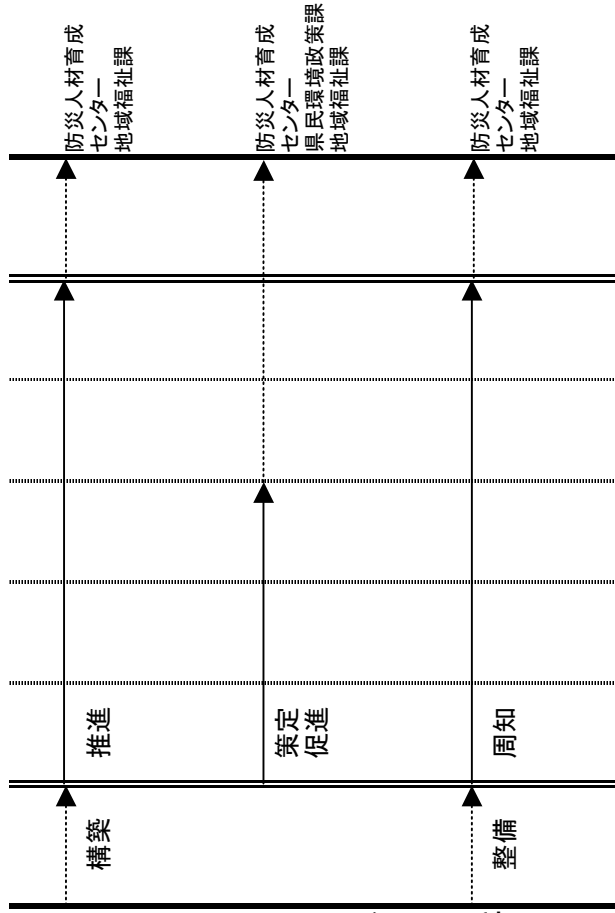 構築
推進
防災人材育成
センター
地域福祉課
策定
促進
防災人材育成
センター
県民環境政策課
地域福祉課
整備
周知
防災人材育成
センター
地域福祉課